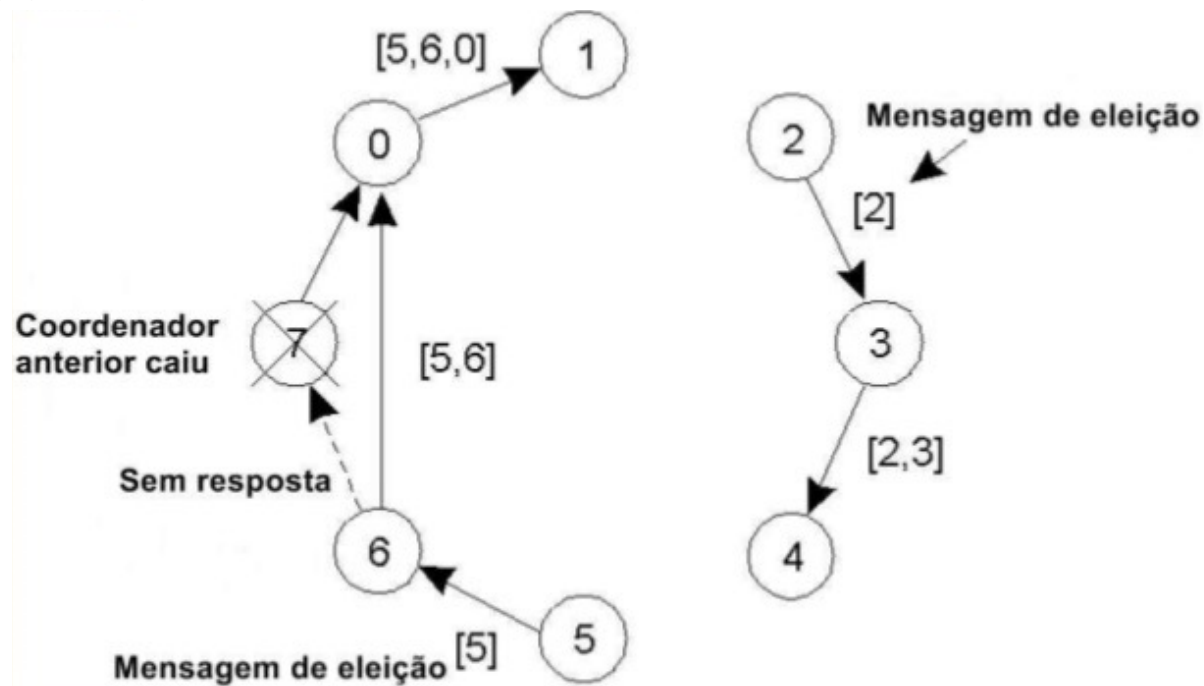 [5,6,0]
1
0
2
Mensagem de eleição
[2]
Coordenador
anterior caiu
7
[5,6]
3
Sem resposta
[2,3]
6
4
5
Mensagem de eleição
[5]